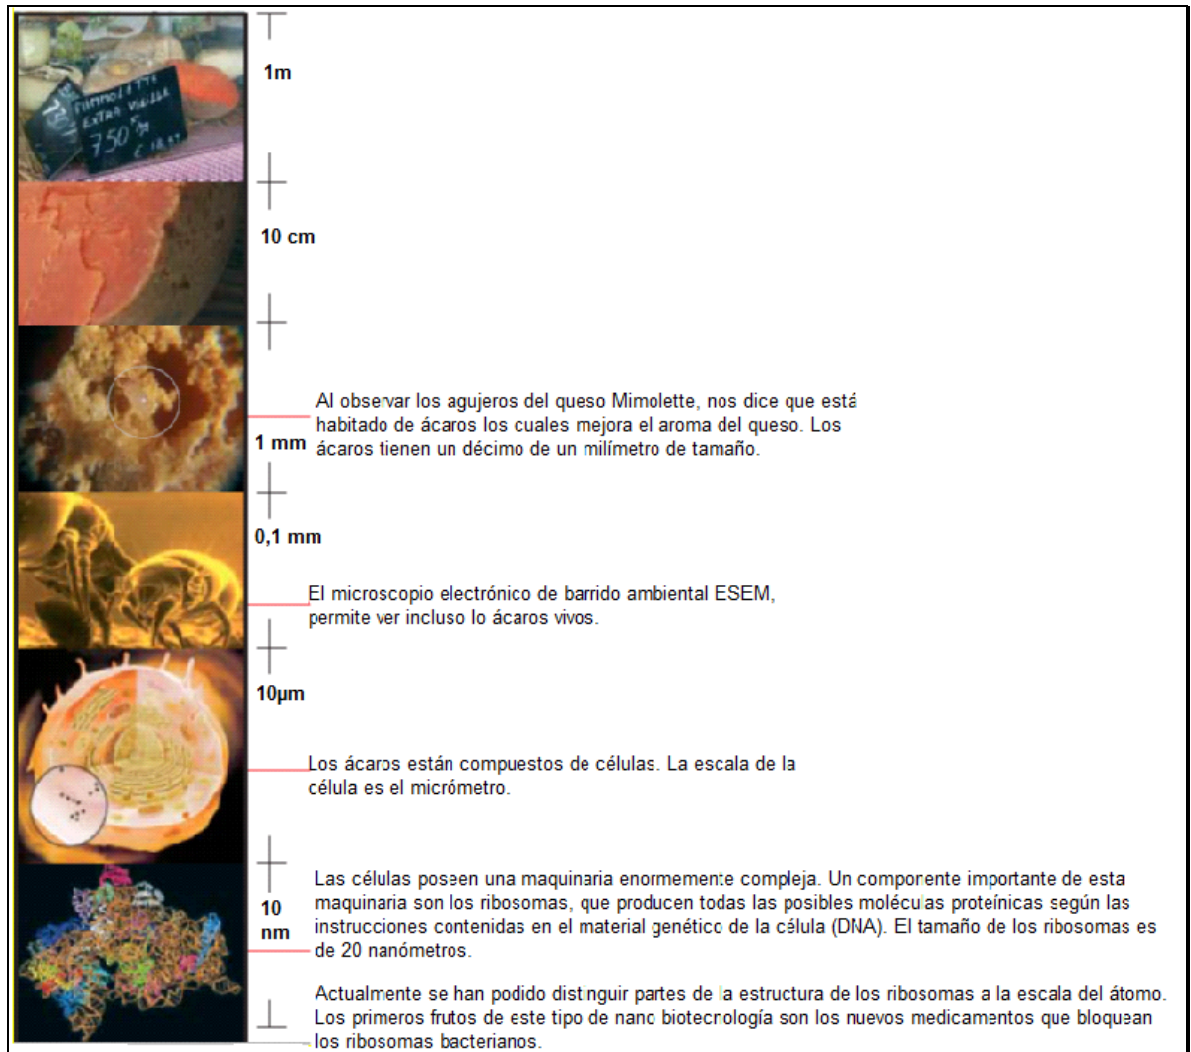 MIMOLETTE
EXTRA VIEILLE
750
1m
10 cm
Al observar los agujeros del queso Mimolette, nos dice que está
habitado de ácaros los cuales mejora el aroma del queso. Los
ácaros tienen un décimo de un milímetro de tamaño.
1 mm
0,1 mm
El microscopio electrónico de barrido ambiental ESEM,
permite ver incluso lo ácaros vivos.
10µm
Los ácaros están compuestos de células. La escala de la
célula es el micrómetro.
Las células poseen una maquinaria enormemente compleja. Un componente importante de esta
maquinaria son los ribosomas, que producen todas las posibles moléculas proteínicas según las
instrucciones contenidas en el material genético de la célula (DNA). El tamaño de los ribosomas es
de 20 nanómetros.
10
nm
Actualmente se han podido distinguir partes de la estructura de los ribosomas a la escala del átomo.
Los primeros frutos de este tipo de nano biotecnología son los nuevos medicamentos que bloquean
los ribosomas bacterianos.